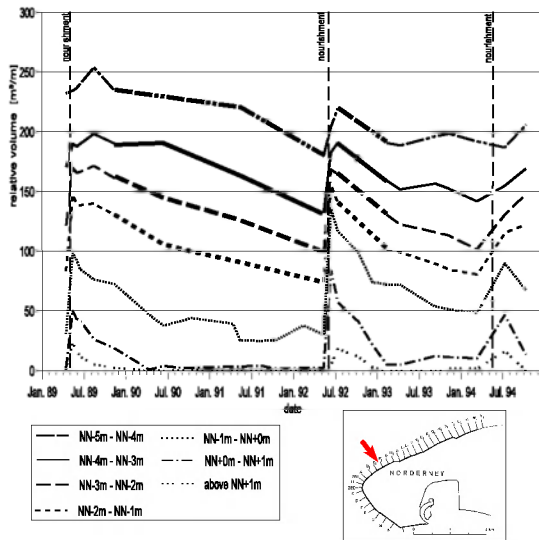 nourishment
nourishment
nourishment
relative volume [m³/m]
300
250
200
150
100
50
0
Jan. 89 Jul. 89 Jan. 90 Jul. 90 Jan. 91 Jul. 91 Jan. 92 Jul. 92 Jan. 93 Jul. 93 Jan. 94 Jul. 94
date
NN-5m - NN-4m
NN-4m - NN-3m
NN-3m - NN-2m
NN-2m - NN-1m
NN-1m - NN+0m
NN+0m - NN+1m
above NN+1m
NORDERNEY